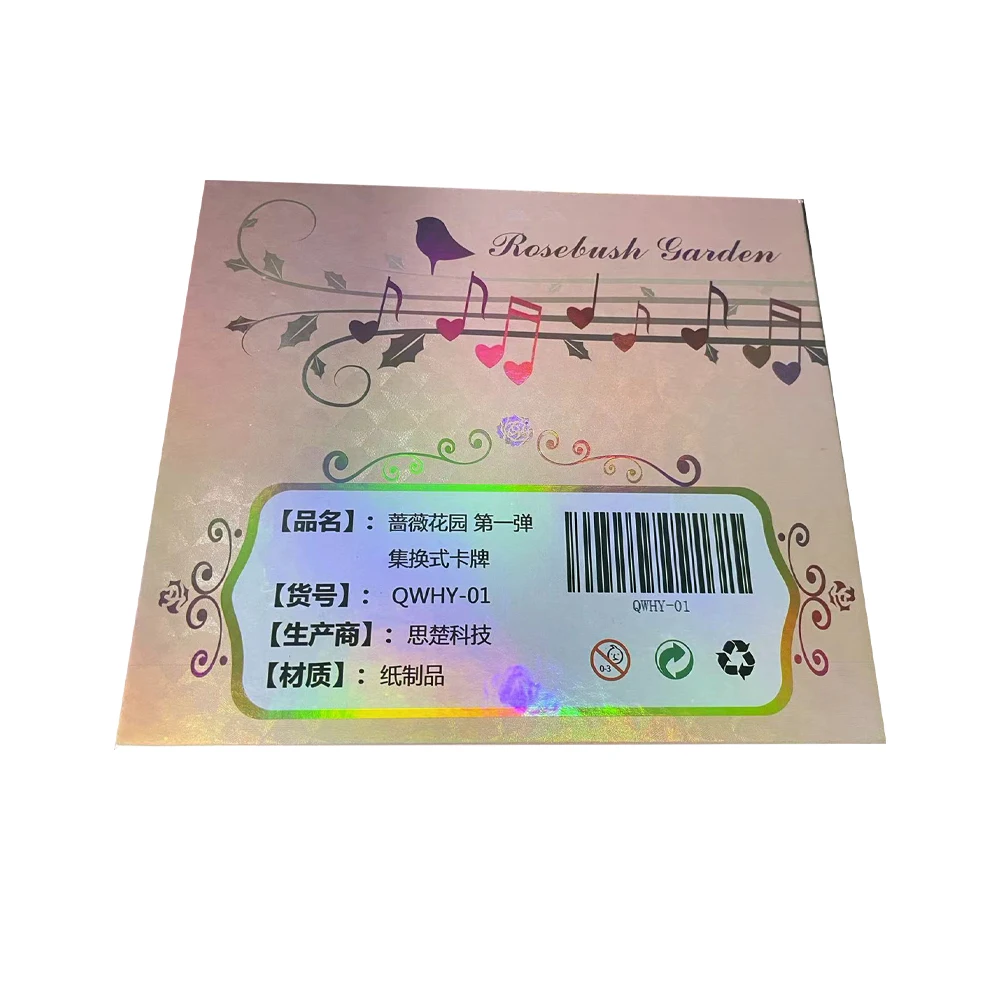 Rosebush Garden
【品名】：蔷薇花园 第一弹
集换式卡牌
【货号】：QWHY-01
【生产商】：思楚科技
【材质】：纸制品
QWHY-01
0-3